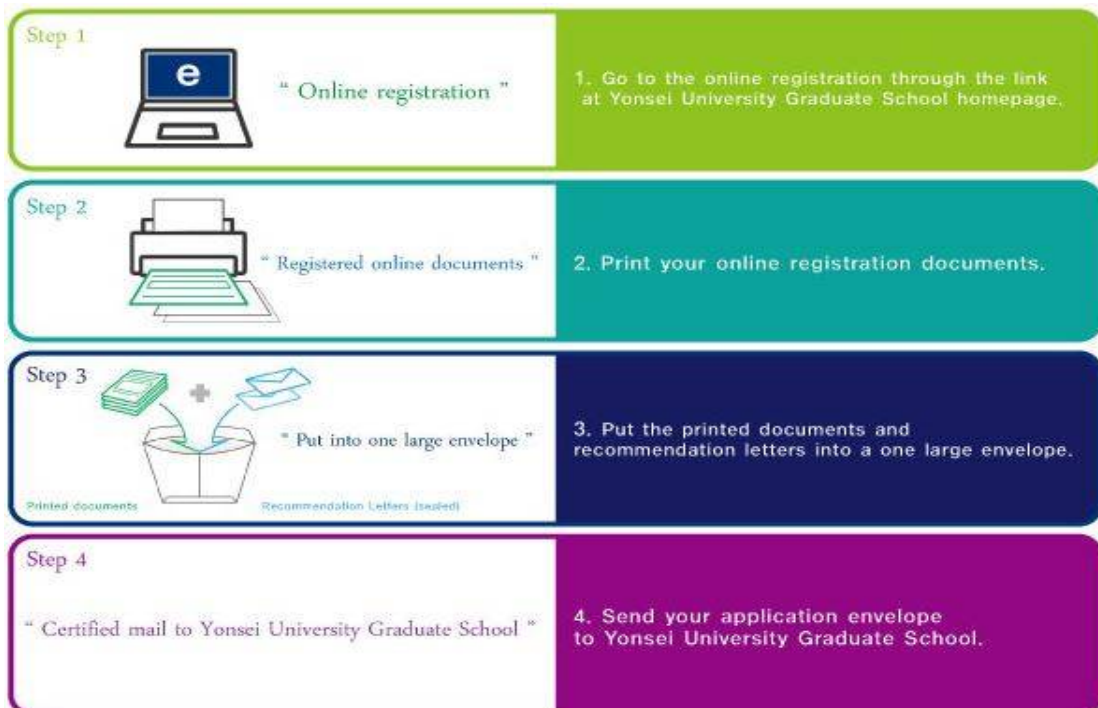 Step 1
e
“ Online registration ”
1. Go to the online registration through the link
at Yonsei University Graduate School homepage.
Step 2
“ Registered online documents ”
2. Print your online registration documents.
Step 3
“ Put into one large envelope ”
Printed documents
Recommendation Letters (sealed)
3. Put the printed documents and
recommendation letters into a one large envelope.
Step 4
“ Certified mail to Yonsei University Graduate School ”
4. Send your application envelope
to Yonsei University Graduate School.